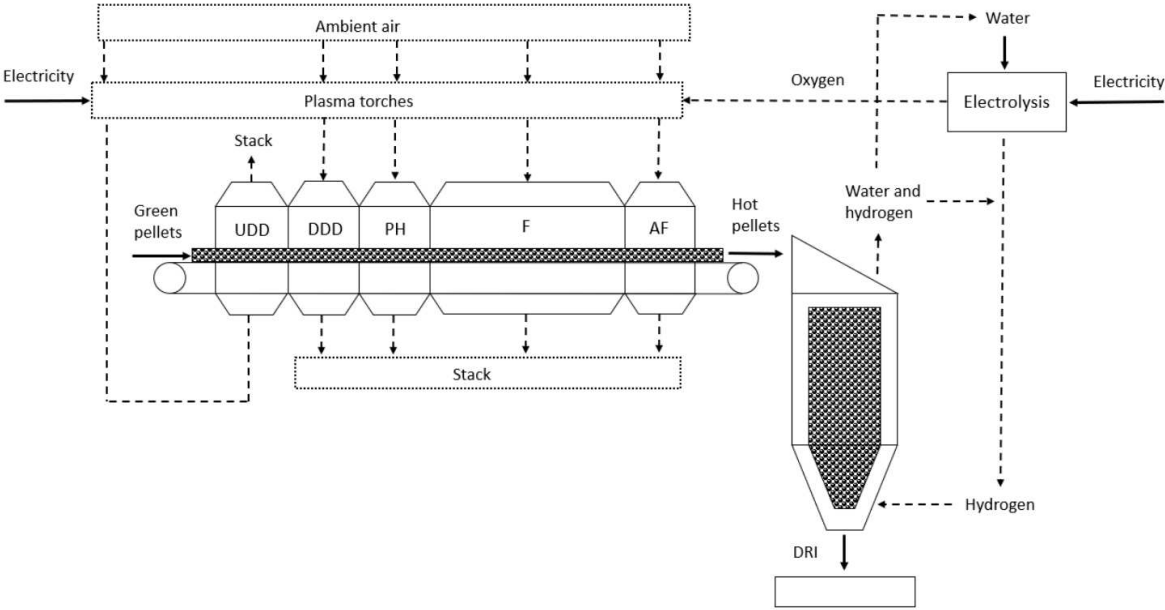 Ambient air
Water
Electricity
Oxygen
Electricity
Plasma torches
Electrolysis
Stack
Green
pellets
UDD
DDD
PH
F
AF
Hot
pellets
Water and
hydrogen
Stack
Hydrogen
DRI